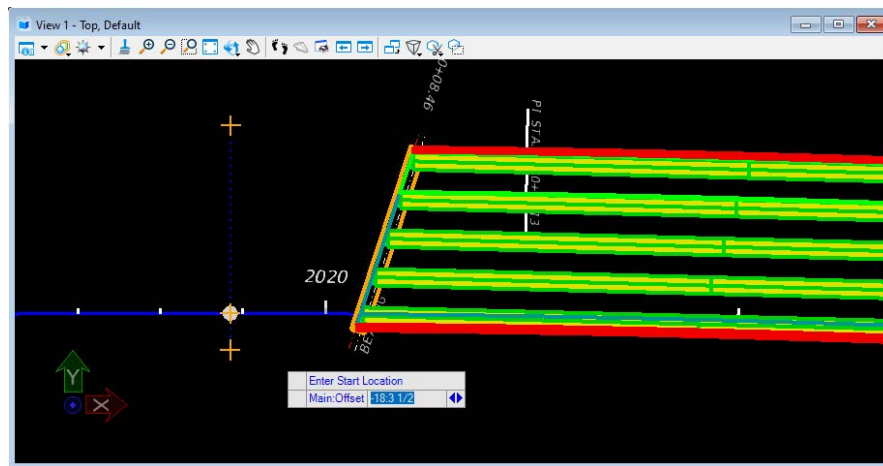 View 1 - Top, Default
0+08.46
PI STA
2020
Enter Start Location
Main:Offset -18:3 1/2
Y
X